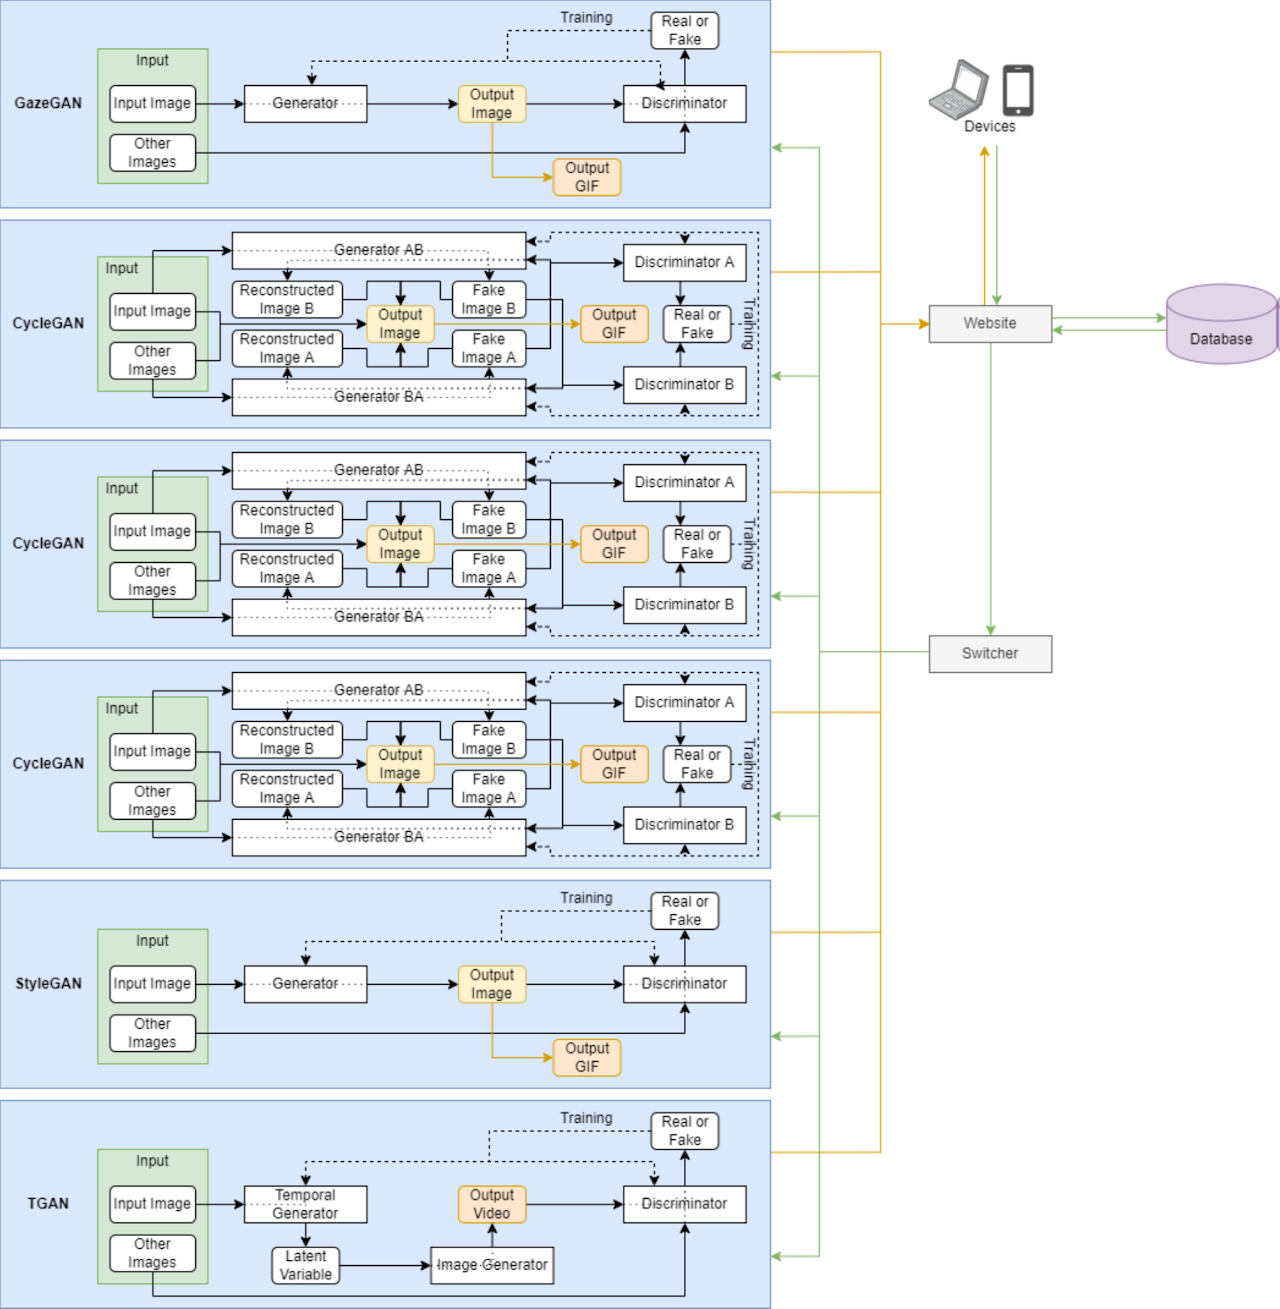 GazeGAN
Input
Input Image
Other
Images
Generator
Output
Image
Output
GIF
Training
Real or
Fake
Discriminator
CycleGAN
Input
Input Image
Other
Images
Generator AB
Reconstructed
Image B
Fake
Image B
Output
Image
Reconstructed
Image A
Fake
Image A
Generator BA
Output
GIF
Discriminator A
Real or
Fake
Discriminator B
Training
CycleGAN
Input
Input Image
Other
Images
Generator AB
Reconstructed
Image B
Fake
Image B
Output
Image
Reconstructed
Image A
Fake
Image A
Generator BA
Output
GIF
Discriminator A
Real or
Fake
Discriminator B
Training
CycleGAN
Input
Input Image
Other
Images
Generator AB
Reconstructed
Image B
Fake
Image B
Output
Image
Reconstructed
Image A
Fake
Image A
Generator BA
Output
GIF
Discriminator A
Real or
Fake
Discriminator B
Training
StyleGAN
Input
Input Image
Other
Images
Generator
Output
Image
Output
GIF
Training
Real or
Fake
Discriminator
TGAN
Input
Input Image
Other
Images
Temporal
Generator
Latent
Variable
Image Generator
Output
Video
Training
Real or
Fake
Discriminator
Devices
Website
Database
Switcher